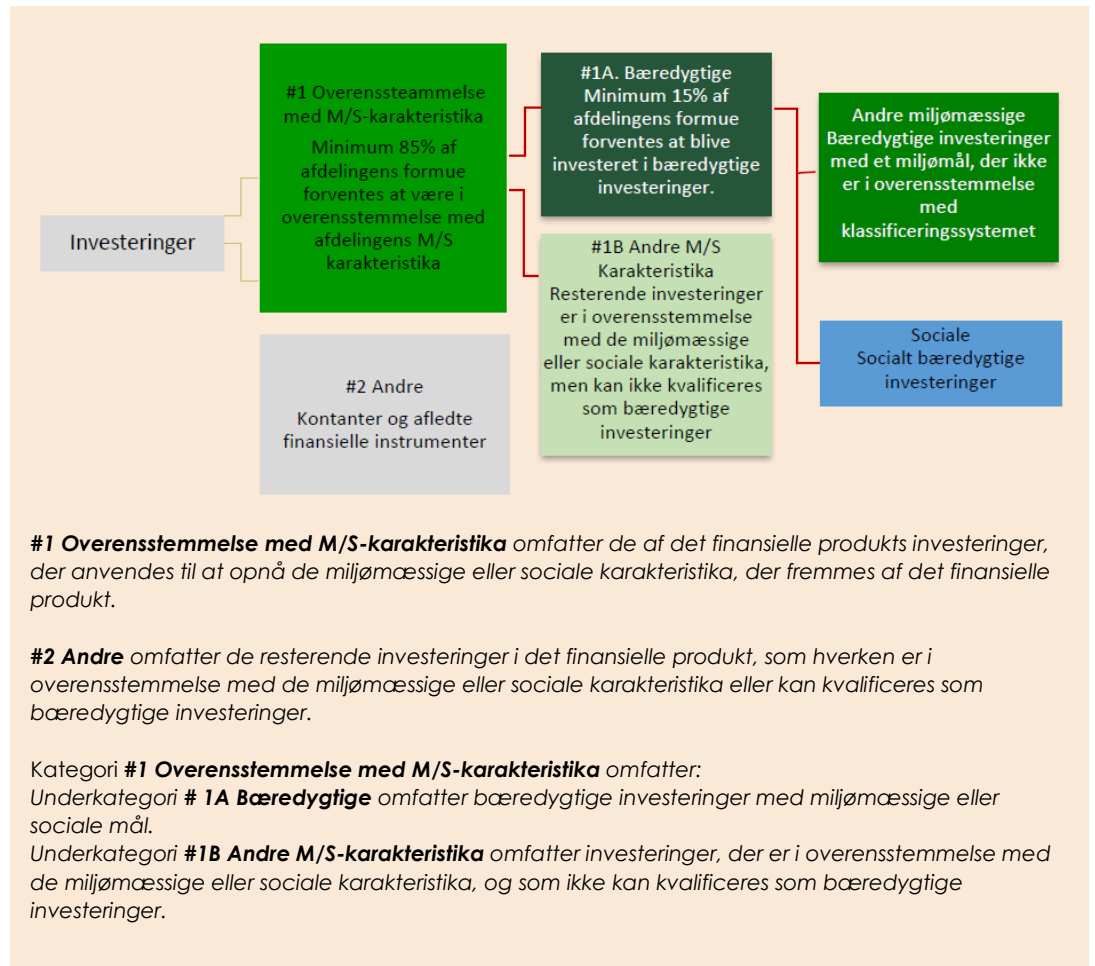 Investeringer
#1 Overenssteammelse
med M/S-karakteristika
Minimum 85% af
afdelingens formue
forventes at være i
overensstemmelse med
afdelingens M/S
karakteristika
#2 Andre
Kontanter og afledte
finansielle instrumenter
#1A. Bæredygtige
Minimum 15% af
afdelingens formue
forventes at blive
investeret i bæredygtige
investeringer.
#1B Andre M/S
Karakteristika
Resterende investeringer
er i overensstemmelse
med de miljømæssige
eller sociale karakteristika,
men kan ikke kvalificeres
som bæredygtige
investeringer
Andre miljømæssige
Bæredygtige investeringer
med et miljømål, der ikke
er i overensstemmelse
med
klassificeringssystemet
Sociale
Socialt bæredygtige
investeringer
#1 Overensstemmelse med M/S-karakteristika omfatter de af det finansielle produkts investeringer,
der anvendes til at opnå de miljømæssige eller sociale karakteristika, der fremmes af det finansielle
produkt.
#2 Andre omfatter de resterende investeringer i det finansielle produkt, som hverken er i
overensstemmelse med de miljømæssige eller sociale karakteristika eller kan kvalificeres som
bæredygtige investeringer.
Kategori #1 Overensstemmelse med M/S-karakteristika omfatter:
Underkategori # 1A Bæredygtige omfatter bæredygtige investeringer med miljømæssige eller
sociale mål.
Underkategori #1B Andre M/S-karakteristika omfatter investeringer, der er i overensstemmelse med
de miljømæssige eller sociale karakteristika, og som ikke kan kvalificeres som bæredygtige
investeringer.